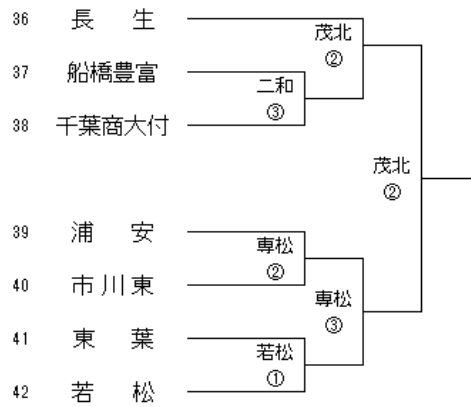 36 長生
茂北
②
37 船橋豊富
二和
③
38 千葉商大付
茂北
②
39 浦安
専松
②
40 市川東
専松
③
41 東葉
若松
①
42 若松